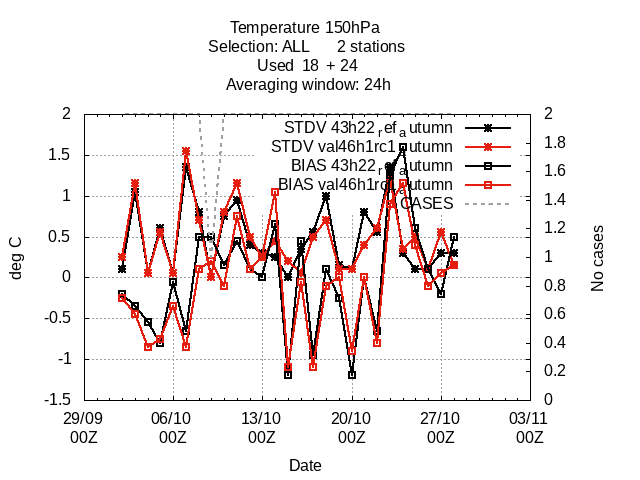 Temperature 150hPa
Selection: ALL 2 stations
Used 18 + 24
Averaging window: 24h
STDV 43h22_ref_autumn
STDV val46h1rc1_autumn
BIAS 43h22_ref_autumn
BIAS val46h1rc1_autumn
CASES
2
1.5
1
0.5
0
-0.5
-1
-1.5
deg C
2
1.8
1.6
1.4
1.2
1
0.8
0.6
0.4
0.2
0
No cases
29/09 06/10 13/10 20/10 27/10 03/11
00Z 00Z 00Z 00Z 00Z 00Z
Date